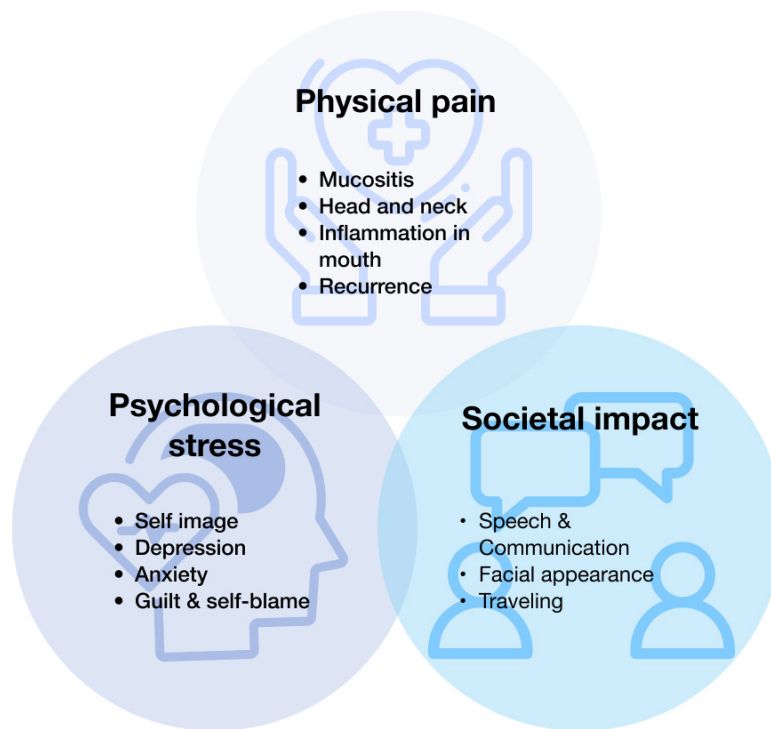 Physical pain
• Mucositis
• Head and neck
• Inflammation in
mouth
• Recurrence
Psychological
stress
• Self image
• Depression
• Anxiety
• Guilt & self-blame
Societal impact
• Speech &
Communication
• Facial appearance
• Traveling